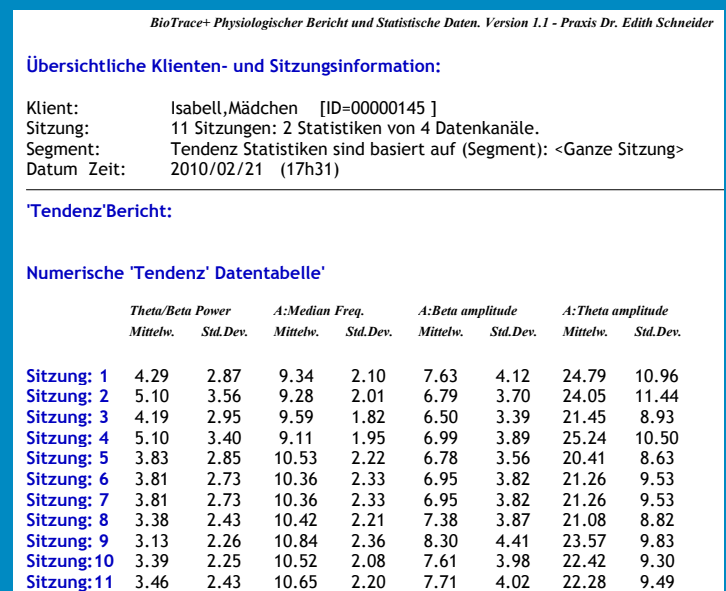 BioTrace+ Physiologischer Bericht und Statistische Daten. Version 1.1 - Praxis Dr. Edith Schneider
Übersichtliche Klienten- und Sitzungsinformation:
Klient: Isabell,Mädchen [ID=00000145 ]
Sitzung: 11 Sitzungen: 2 Statistiken von 4 Datenkanäle.
Segment: Tendenz Statistiken sind basiert auf (Segment): <Ganze Sitzung>
Datum Zeit: 2010/02/21 (17h31)
'Tendenz'Bericht:
Numerische 'Tendenz' Datentabelle'
Theta/Beta Power A:Median Freq. A:Beta amplitude A:Theta amplitude
Mittelw. Std.Dev. Mittelw. Std.Dev. Mittelw. Std.Dev. Mittelw. Std.Dev.
Sitzung: 1 4.29 2.87 9.34 2.10 7.63 4.12 24.79 10.96
Sitzung: 2 5.10 3.56 9.28 2.01 6.79 3.70 24.05 11.44
Sitzung: 3 4.19 2.95 9.59 1.82 6.50 3.39 21.45 8.93
Sitzung: 4 5.10 3.40 9.11 1.95 6.99 3.89 25.24 10.50
Sitzung: 5 3.83 2.85 10.53 2.22 6.78 3.56 20.41 8.63
Sitzung: 6 3.81 2.73 10.36 2.33 6.95 3.82 21.26 9.53
Sitzung: 7 3.81 2.73 10.36 2.33 6.95 3.82 21.26 9.53
Sitzung: 8 3.38 2.43 10.42 2.21 7.38 3.87 21.08 8.82
Sitzung: 9 3.13 2.26 10.84 2.36 8.30 4.41 23.57 9.83
Sitzung:10 3.39 2.25 10.52 2.08 7.61 3.98 22.42 9.30
Sitzung:11 3.46 2.43 10.65 2.20 7.71 4.02 22.28 9.49